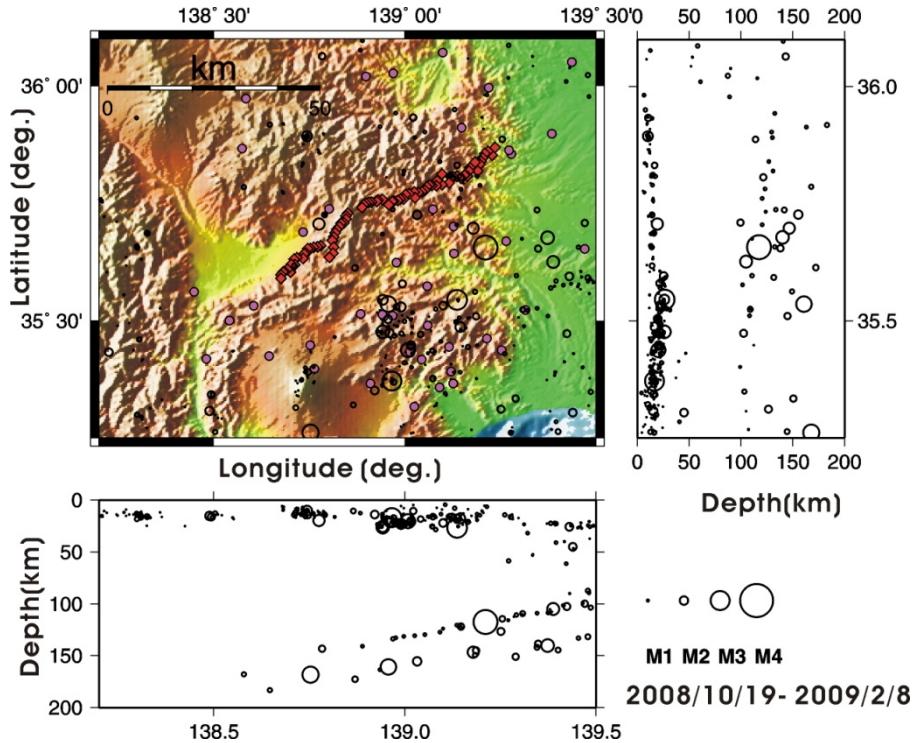 138˚ 30' 139˚ 00' 139˚ 30'
0 50 100 150 200
36˚ 00'
36.0
km
0 50
Latitude (deg.)
35˚ 30'
35.5
Longitude (deg.)
0 50 100 150 200
Depth(km)
0
50
100
150
200
Depth(km)
138.5 139.0 139.5
M1 M2 M3 M4
2008/10/19- 2009/2/8